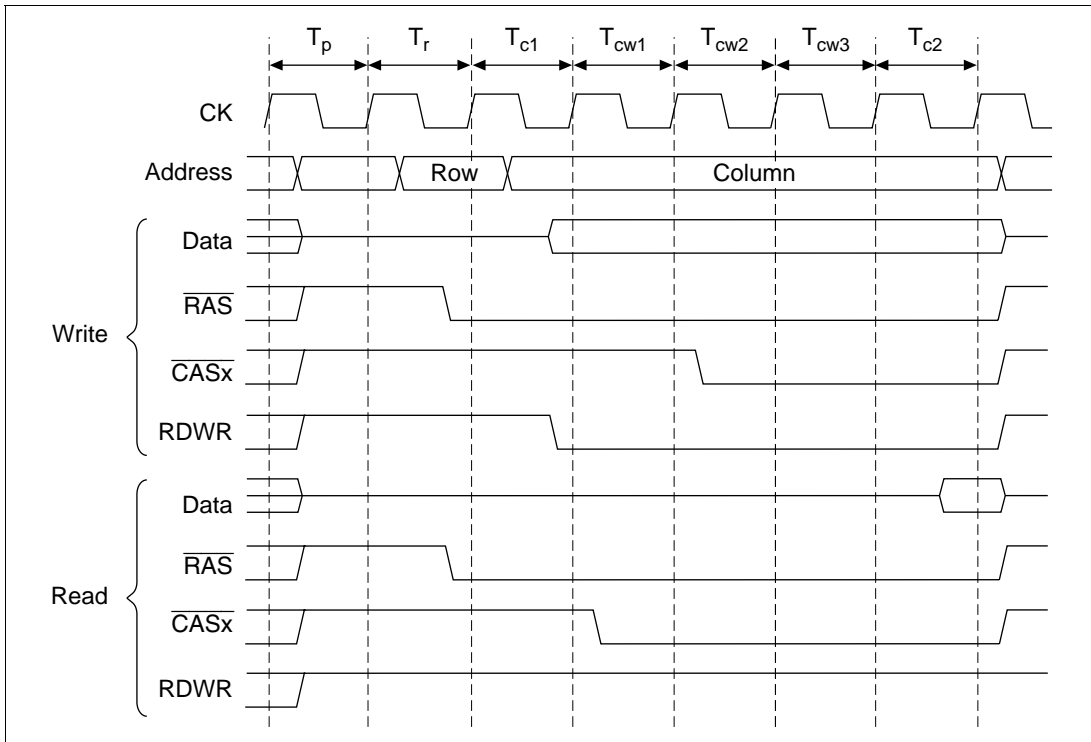 Tp Tr Tc1 Tcw1 Tcw2 Tcw3 Tc2
CK
Address Row Column
Write
Data
RAS
CASx
RDWR
Read
Data
RAS
CASx
RDWR